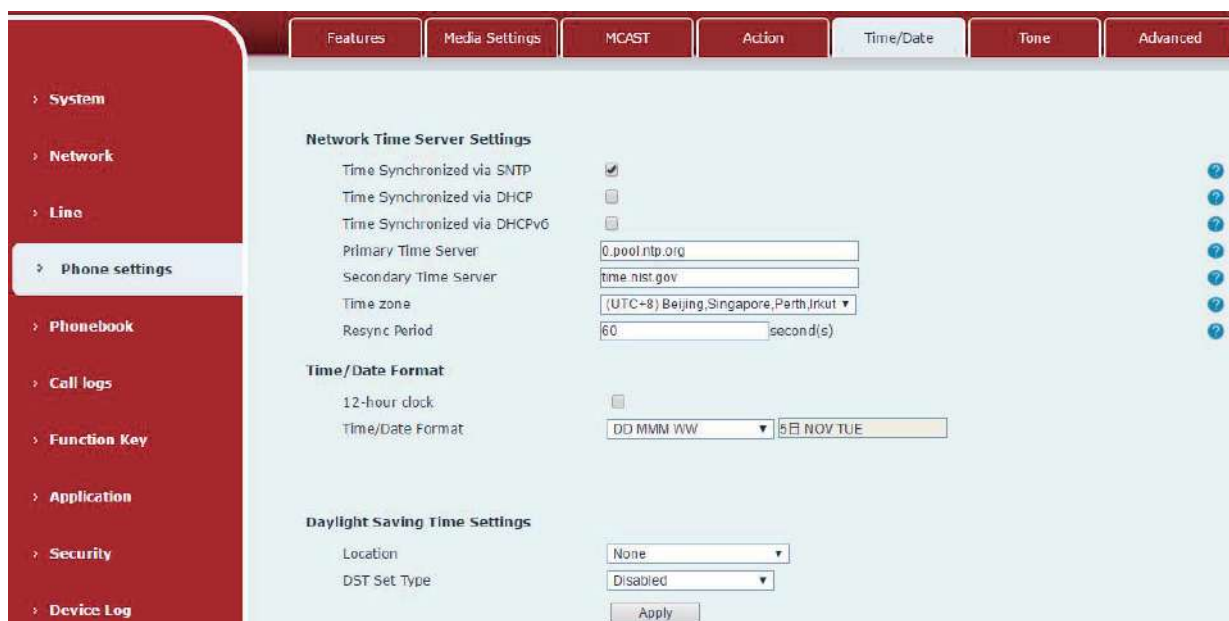 Features Media Settings MCAST Action Time/Date Tone Advanced
System
Network
Line
Phone settings
Phonebook
Call logs
Function Key
Application
Security
Device Log
Network Time Server Settings
Time Synchronized via SNTP
Time Synchronized via DHCP
Time Synchronized via DHCPv6
Primary Time Server 0.pool.ntp.org
Secondary Time Server time.nist.gov
Time zone (UTC+8) Beijing,Singapore,Perth,Irkut
Resync Period 60 second(s)
Time/Date Format
12-hour clock
Time/Date Format DD MMM WW 5日 NOV TUE
Daylight Saving Time Settings
Location None
DST Set Type Disabled
Apply